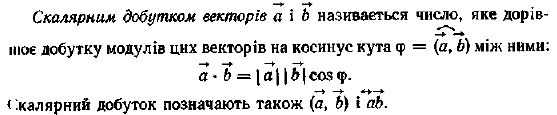 Скалярним добутком векторів a⃗ і b⃗ називається число, яке дорів-
нює добутку модулів цих векторів на косинус кута φ = (a⃗, b⃗) між ними:
a⃗ · b⃗ = |a⃗||b⃗| cos φ.
Скалярний добуток позначають також (a⃗, b⃗) і a⃗b⃗.